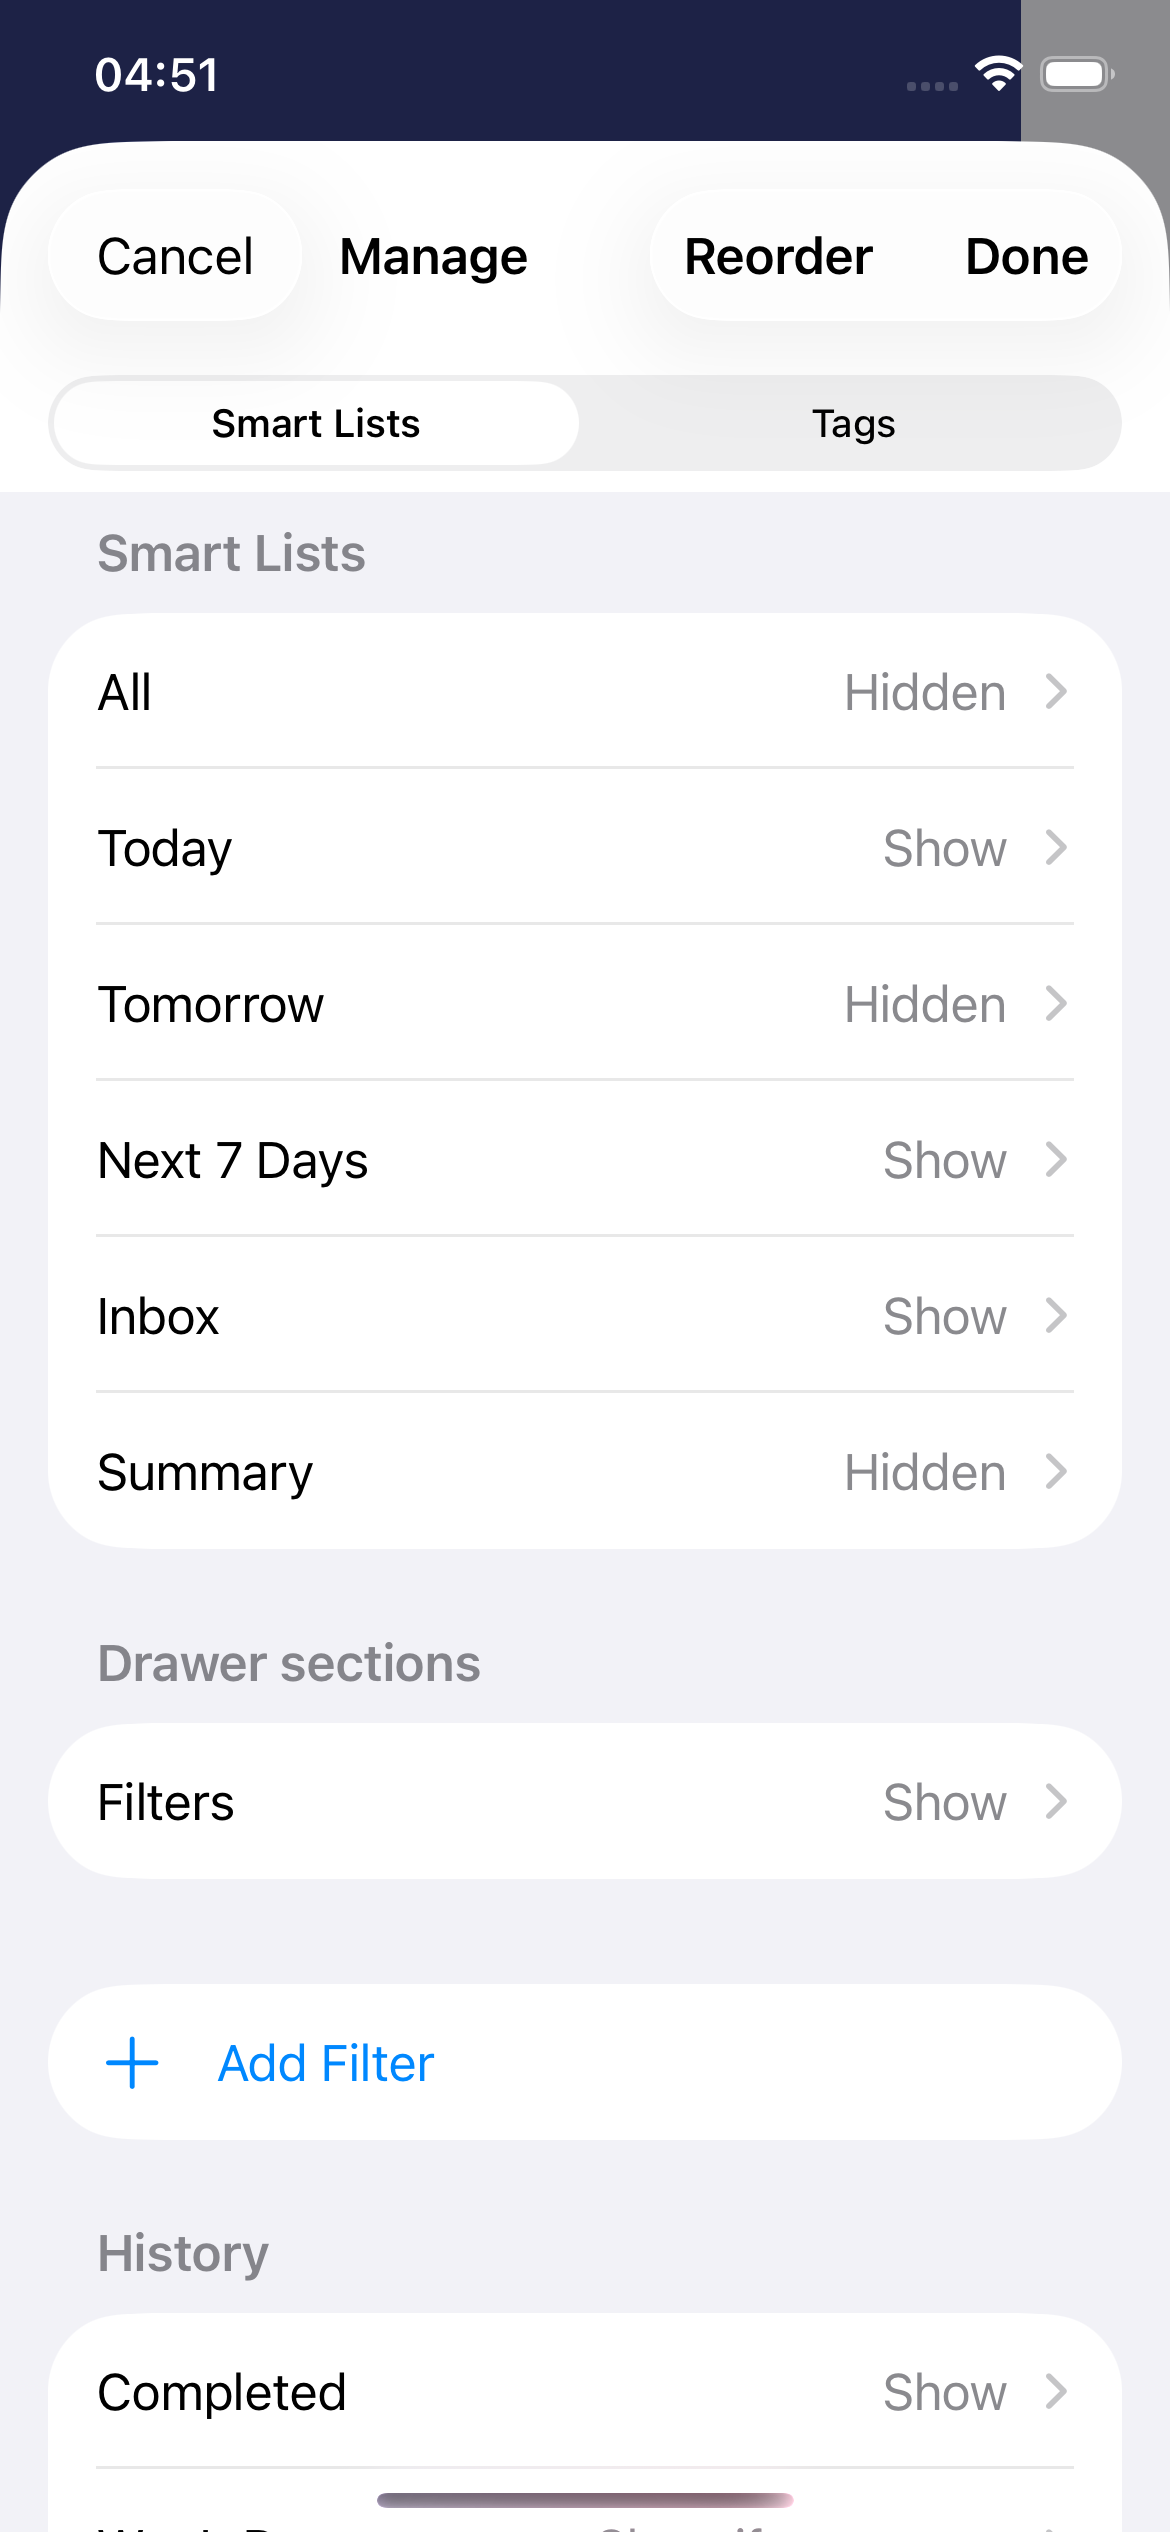 04:51
Cancel Manage Reorder Done
Smart Lists Tags
Smart Lists
All Hidden
Today Show
Tomorrow Hidden
Next 7 Days Show
Inbox Show
Summary Hidden
Drawer sections
Filters Show
Add Filter
History
Completed Show